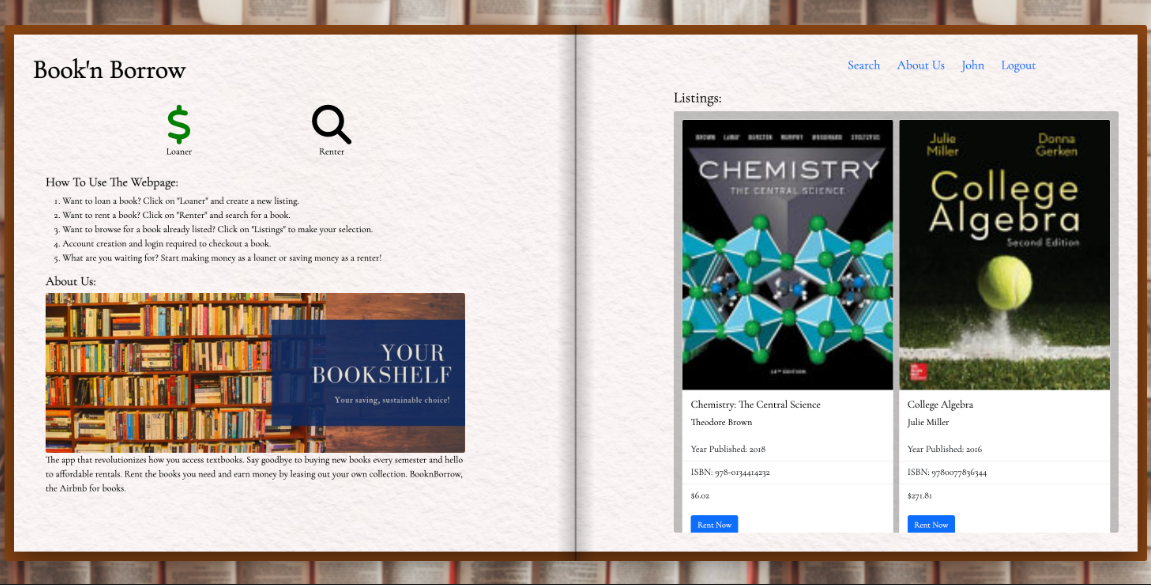 Book'n Borrow
Loaner
Renter
How To Use The Webpage:
1. Want to loan a book? Click on "Loaner" and create a new listing.
2. Want to rent a book? Click on "Renter" and search for a book.
3. Want to browse for a book already listed? Click on "Listings" to make your selection.
4. Account creation and login required to checkout a book.
5. What are you waiting for? Start making money as a loaner or saving money as a renter!
About Us:
YOUR
BOOKSHELF
Your saving, sustainable choice!
The app that revolutionizes how you access textbooks. Say goodbye to buying new books every semester and hello
to affordable rentals. Rent the books you need and earn money by leasing out your own collection. BooknBorrow,
the Airbnb for books.
Search About Us John Logout
Listings:
BROWN LEMAY BURSTEN MURPHY WOODWARD STOLTZFUS
CHEMISTRY
THE CENTRAL SCIENCE
14TH EDITION
Chemistry: The Central Science
Theodore Brown
Year Published: 2018
ISBN: 978-0134414232
$6.02
Rent Now
Julie Miller
Donna Gerken
College
Algebra
Second Edition
College Algebra
Julie Miller
Year Published: 2016
ISBN: 9780077836344
$271.81
Rent Now